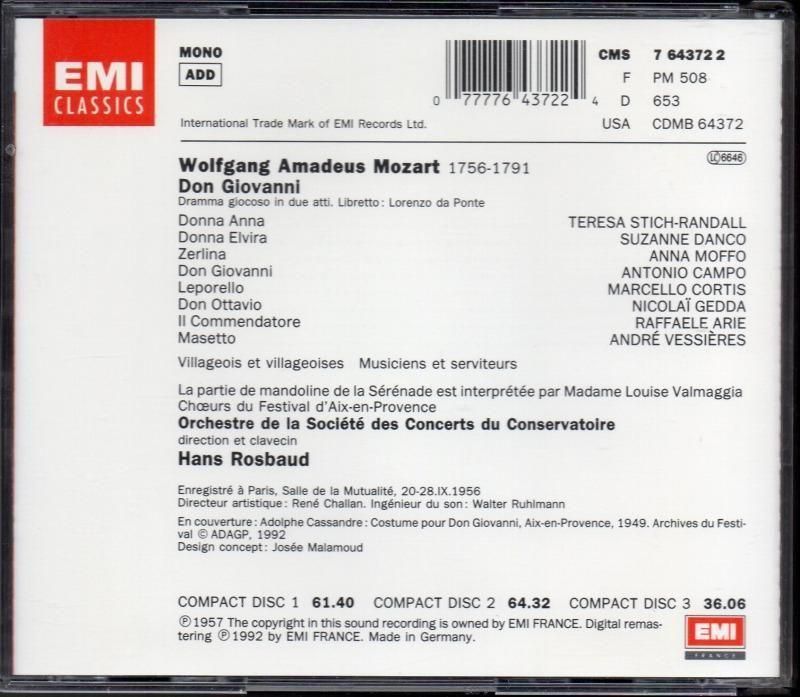 EMI
CLASSICS
MONO
ADD
International Trade Mark of EMI Records Ltd.
0 77776 43722 4
CMS 7 64372 2
F PM 508
D 653
USA CDMB 64372
LC 6646
Wolfgang Amadeus Mozart 1756-1791
Don Giovanni
Dramma giocoso in due atti. Libretto : Lorenzo da Ponte
Donna Anna TERESA STICH-RANDALL
Donna Elvira SUZANNE DANCO
Zerlina ANNA MOFFO
Don Giovanni ANTONIO CAMPO
Leporello MARCELLO CORTIS
Don Ottavio NICOLAÏ GEDDA
Il Commendatore RAFFAELE ARIE
Masetto ANDRÉ VESSIÈRES
Villageois et villageoises Musiciens et serviteurs
La partie de mandoline de la Sérénade est interprétée par Madame Louise Valmaggia
Chœurs du Festival d'Aix-en-Provence
Orchestre de la Société des Concerts du Conservatoire
direction et clavecin
Hans Rosbaud
Enregistré à Paris, Salle de la Mutualité, 20-28.IX.1956
Directeur artistique : René Challan. Ingénieur du son : Walter Ruhlmann
En couverture : Adolphe Cassandre : Costume pour Don Giovanni, Aix-en-Provence, 1949. Archives du Festi-
val © ADAGP, 1992
Design concept : Josée Malamoud
COMPACT DISC 1 61.40 COMPACT DISC 2 64.32 COMPACT DISC 3 36.06
℗ 1957 The copyright in this sound recording is owned by EMI FRANCE. Digital remas-
tering ℗ 1992 by EMI FRANCE. Made in Germany.
EMI
FRANCE